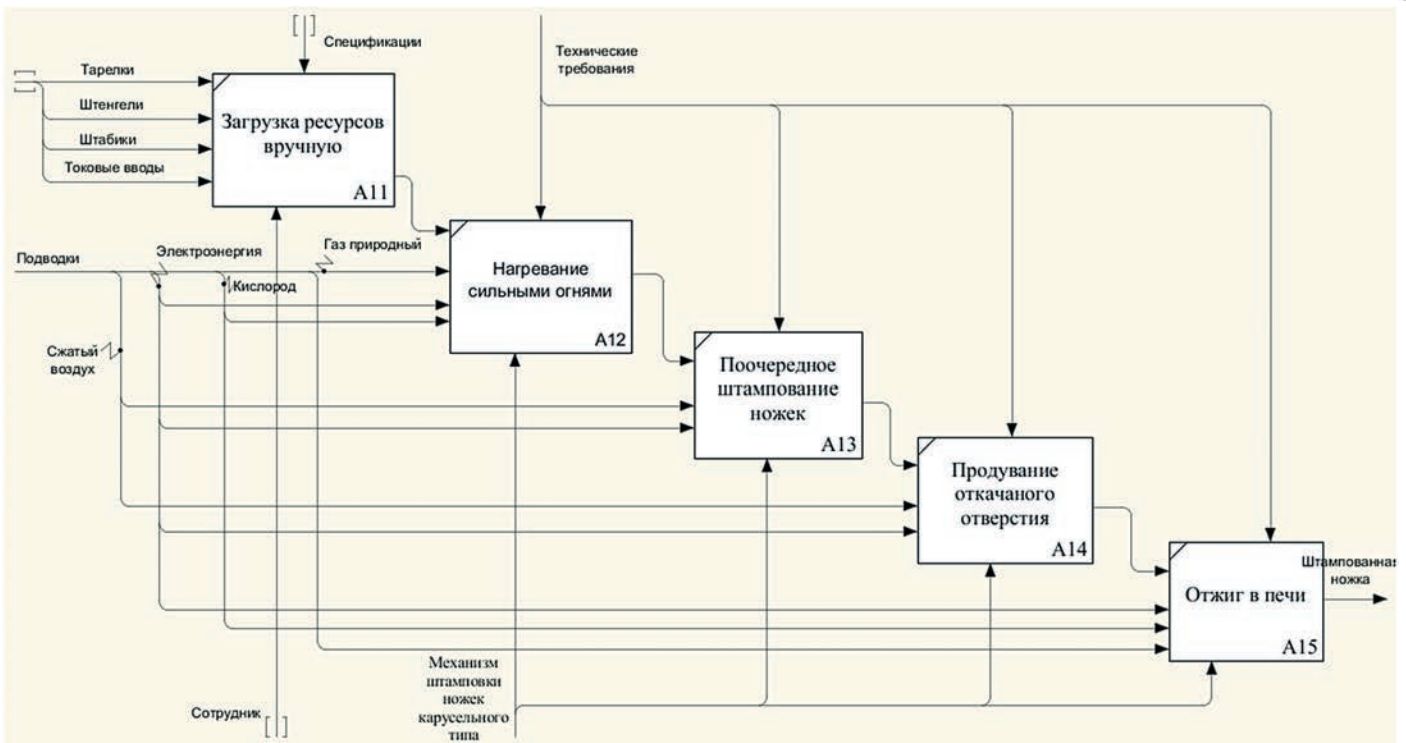 Спецификации
Технические
требования
Тарелки
Штенгели
Штабики
Токовые вводы
Загрузка ресурсов
вручную
A11
Подводки
Электроэнергия
Газ природный
Кислород
Нагревание
сильными огнями
A12
Сжатый
воздух
Поочередное
штампование
ножек
A13
Продувание
откачаного
отверстия
A14
Штампованная
ножка
Отжиг в печи
A15
Механизм
штамповки
ножек
карусельного
типа
Сотрудник